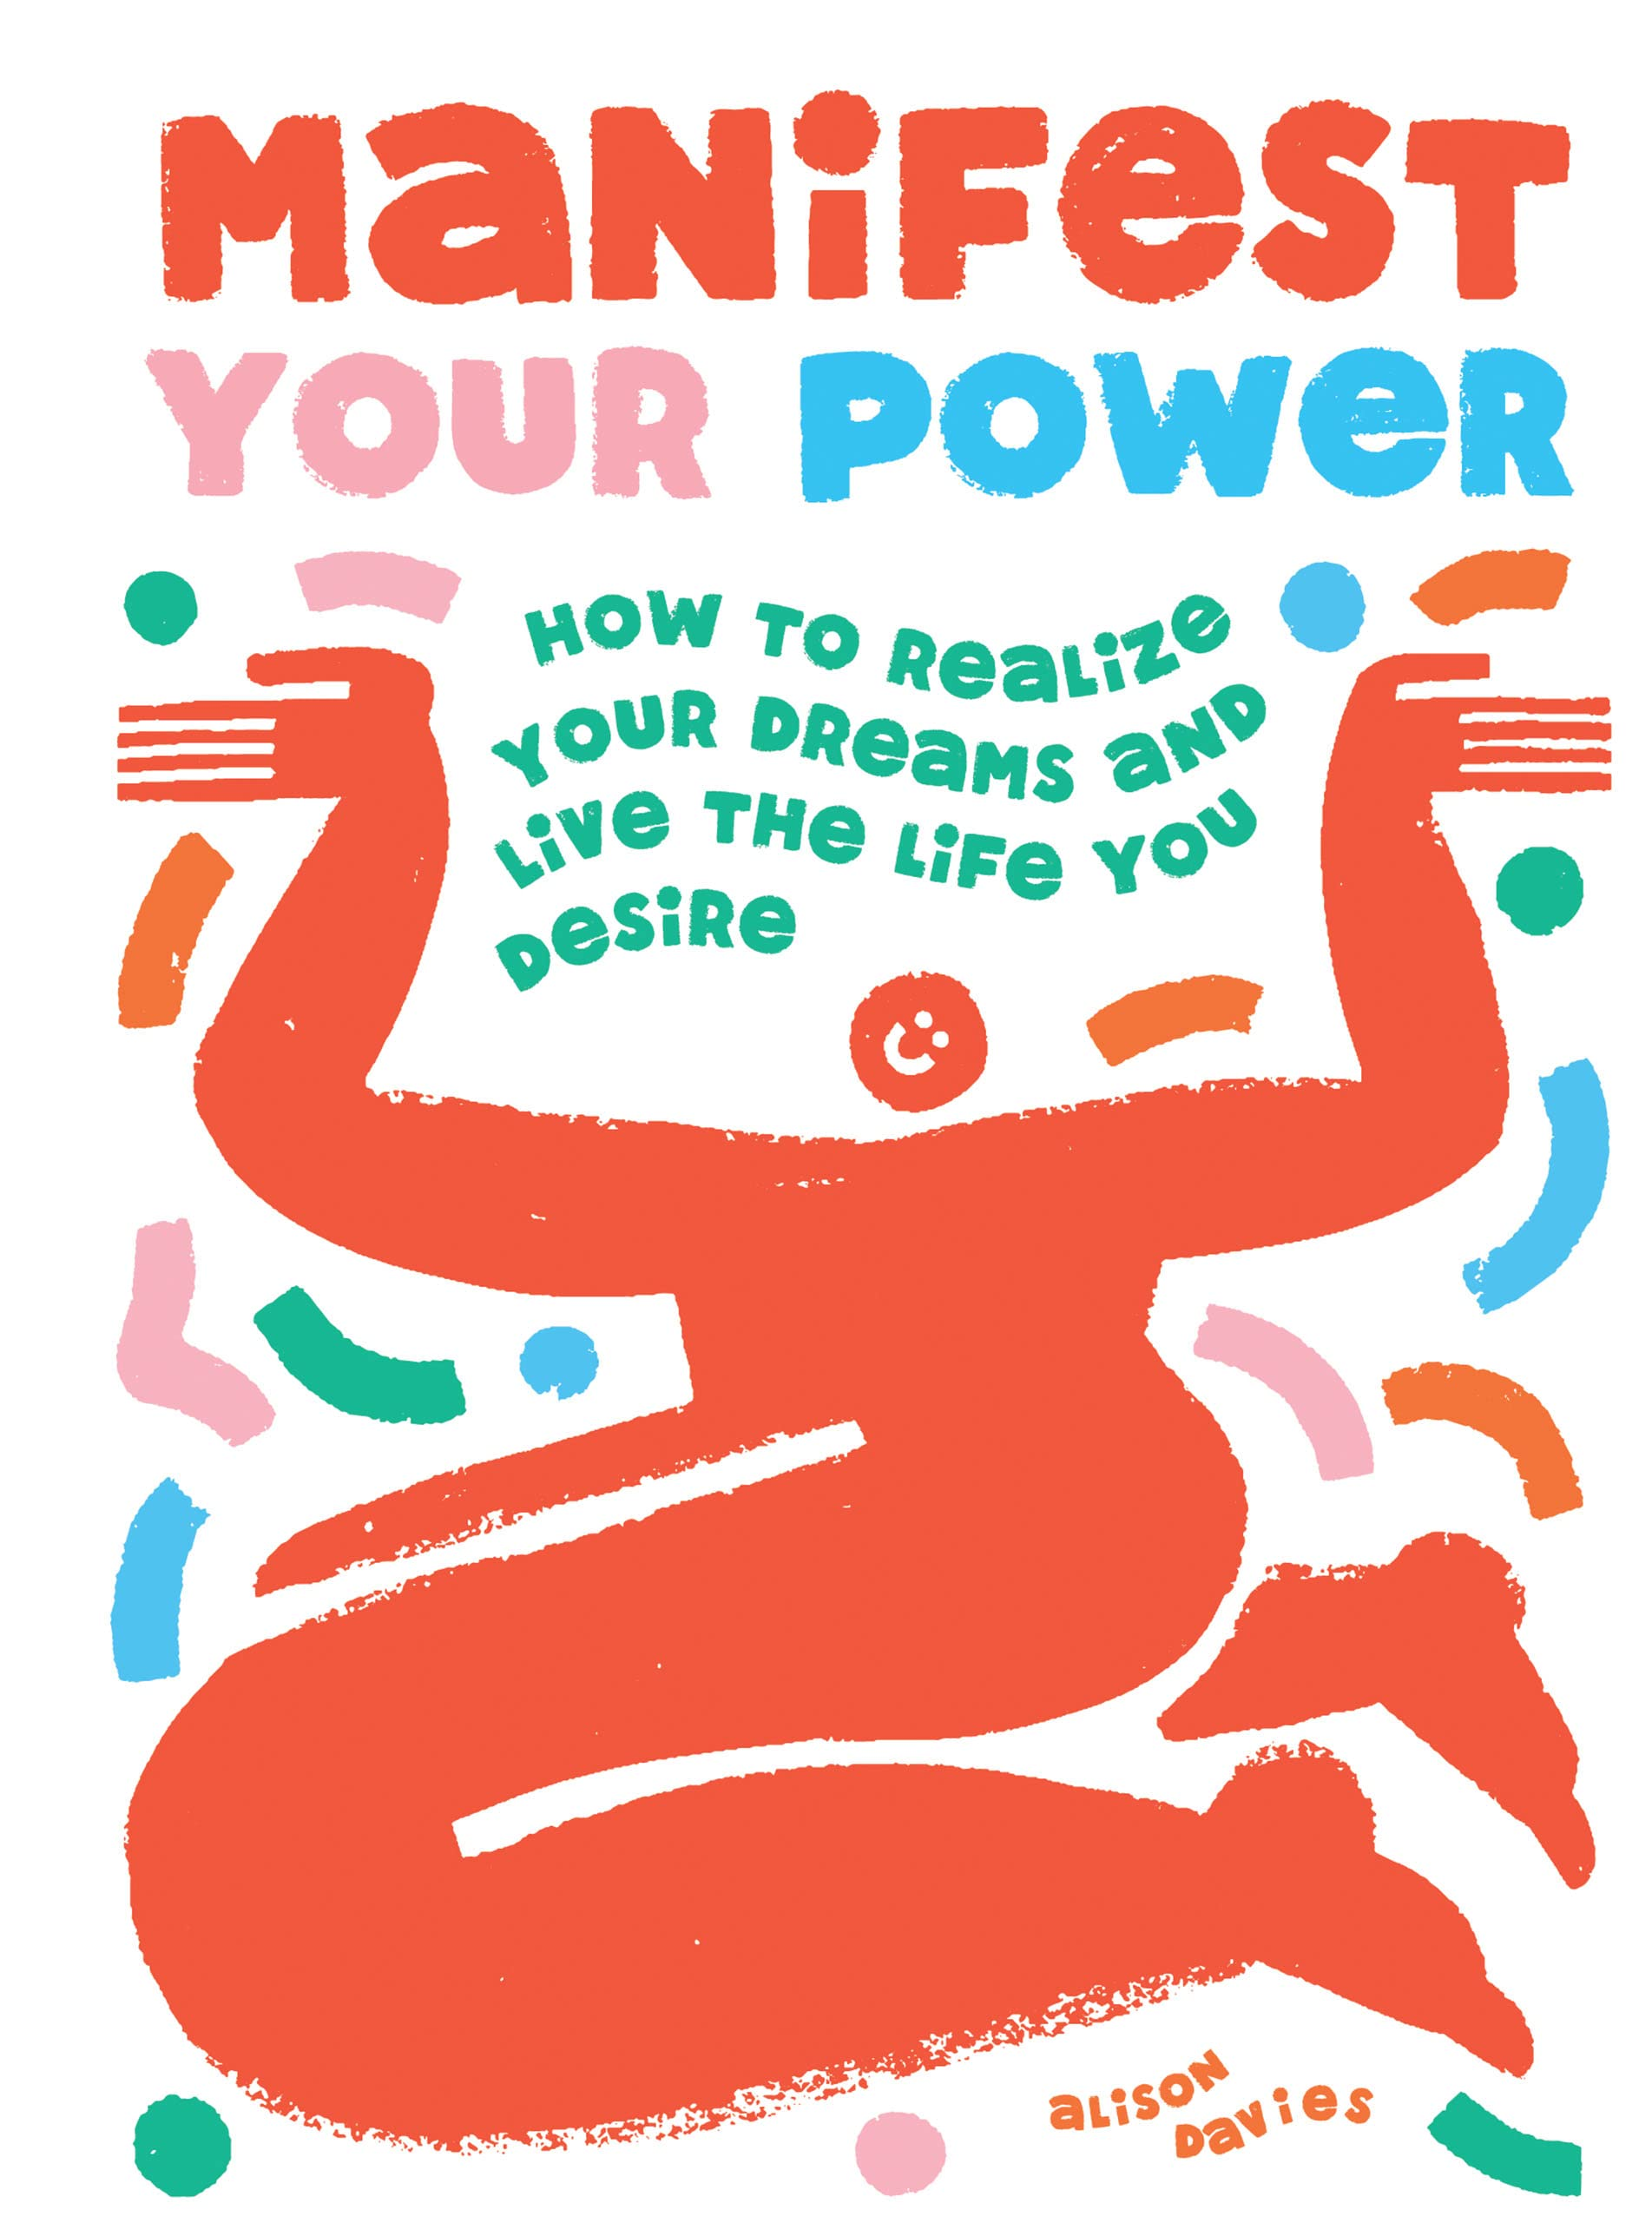 MaNiFesT
YOUR POWeR
HOW TO RealiZe
YOUR DReaMs aND
LiVe THe LiFe YOU
DesiRe
aLisON
Davies